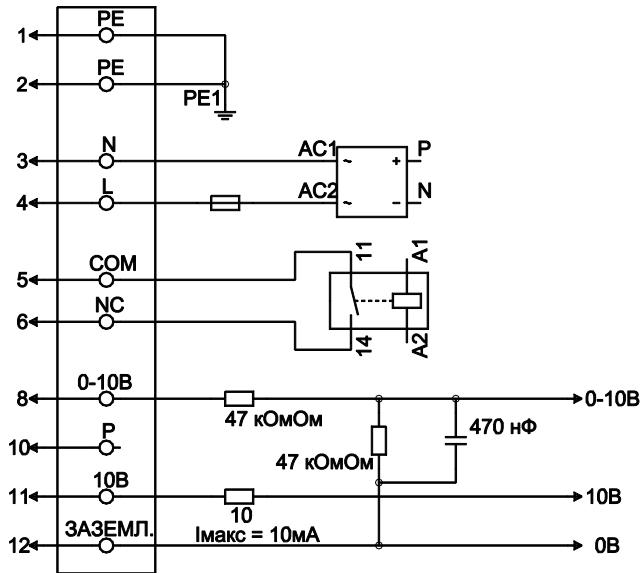 PE
1
PE
2
PE1
N
3
AC1
~
+
P
L
4
AC2
~
−
N
COM
5
11
A1
NC
6
14
A2
0-10В
8
0-10В
47 кОмОм
470 нФ
P
10
47 кОмОм
10В
11
10В
10
Iмакс = 10мА
ЗАЗЕМЛ.
12
0В